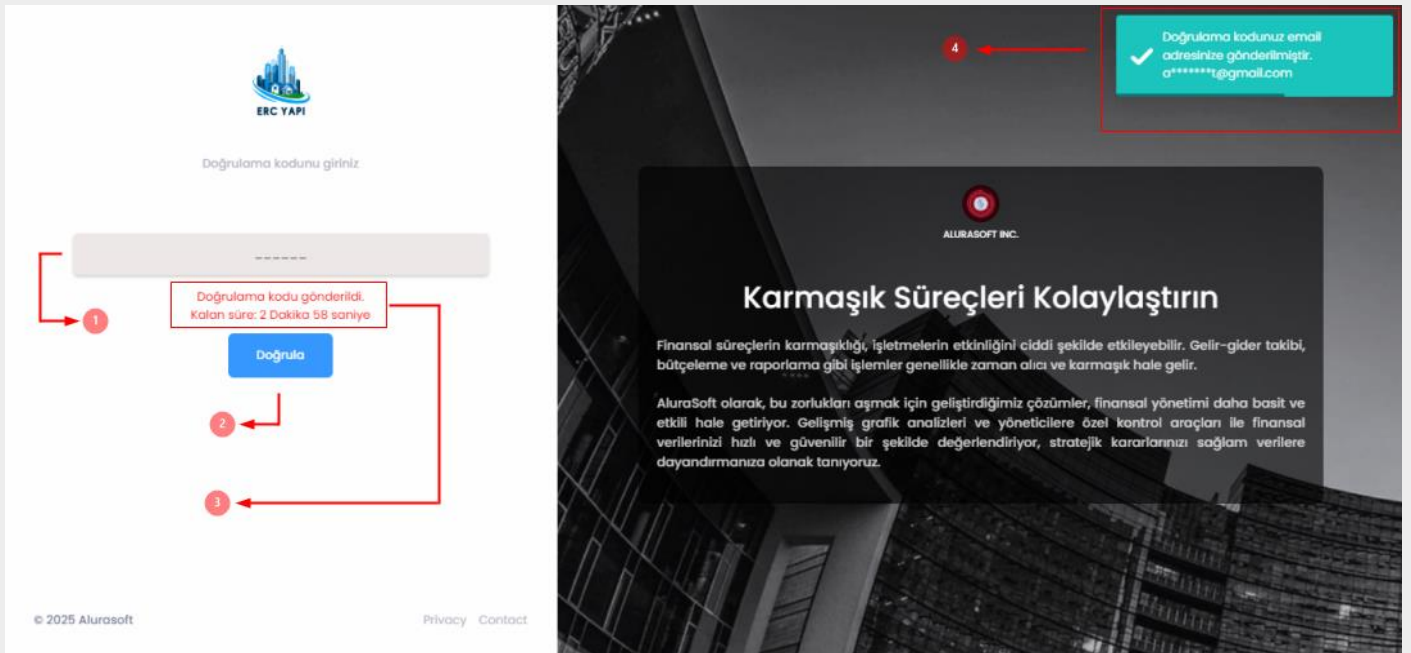 ERC YAPI
Doğrulama kodunu giriniz
------
1
Doğrulama kodu gönderildi.
Kalan süre: 2 Dakika 58 saniye
Doğrula
2
3
© 2025 Alurasoft
Privacy Contact
4
Doğrulama kodunuz email
adresinize gönderilmiştir.
a*******t@gmail.com
ALURASOFT INC.
Karmaşık Süreçleri Kolaylaştırın
Finansal süreçlerin karmaşıklığı, işletmelerin etkinliğini ciddi şekilde etkileyebilir. Gelir-gider takibi,
bütçeleme ve raporlama gibi işlemler genellikle zaman alıcı ve karmaşık hale gelir.
AluraSoft olarak, bu zorlukları aşmak için geliştirdiğimiz çözümler, finansal yönetimi daha basit ve
etkili hale getiriyor. Gelişmiş grafik analizleri ve yöneticilere özel kontrol araçları ile finansal
verilerinizi hızlı ve güvenilir bir şekilde değerlendiriyor, stratejik kararlarınızı sağlam verilere
dayandırmanıza olanak tanıyoruz.